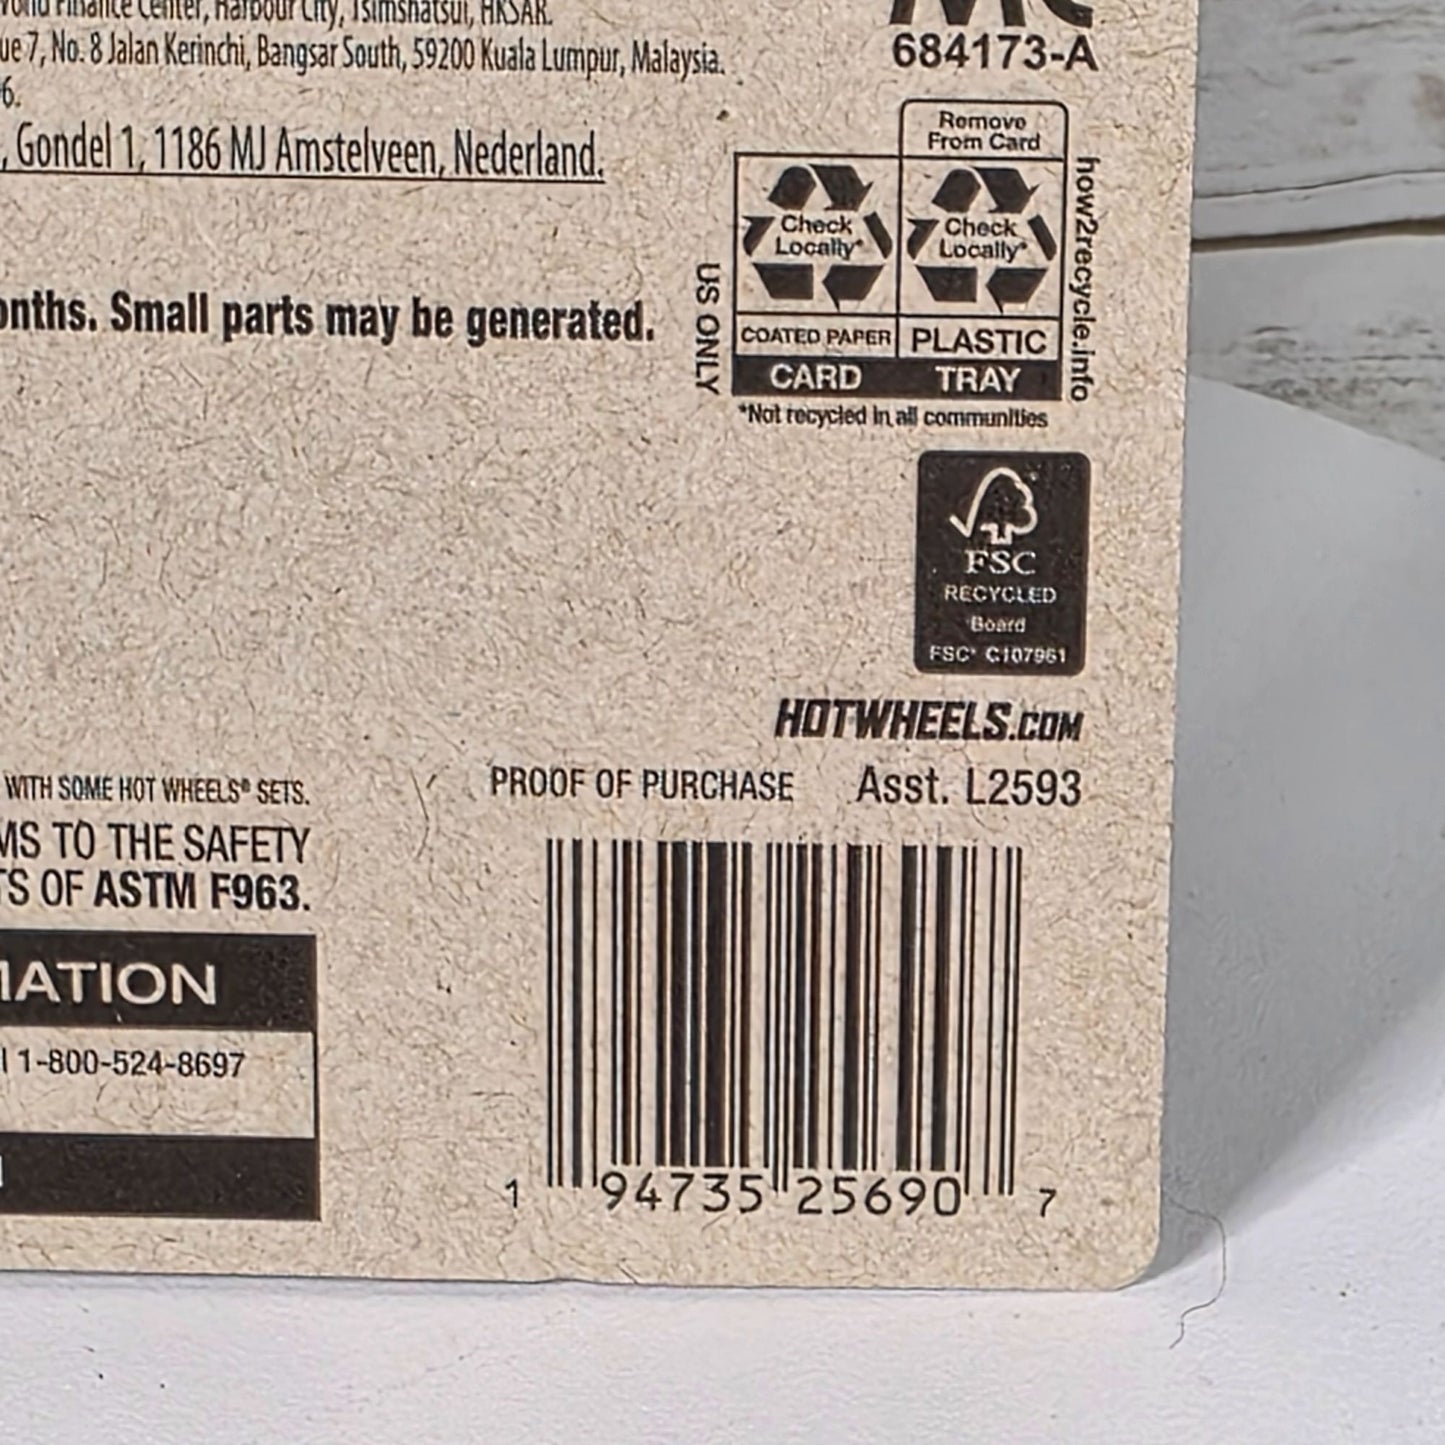 World Finance Center, Harbour City, Tsimshatsui, HKSAR.
ue 7, No. 8 Jalan Kerinchi, Bangsar South, 59200 Kuala Lumpur, Malaysia.
6.
, Gondel 1, 1186 MJ Amstelveen, Nederland.
684173-A
Remove
From Card
Check
Locally*
Check
Locally*
COATED PAPER
PLASTIC
CARD
TRAY
US ONLY
how2recycle.info
*Not recycled in all communities
onths. Small parts may be generated.
FSC
RECYCLED
Board
FSC® C107961
HOTWHEELS.COM
WITH SOME HOT WHEELS® SETS.
MS TO THE SAFETY
TS OF ASTM F963.
PROOF OF PURCHASE Asst. L2593
MATION
l 1-800-524-8697
1 94735 25690 7